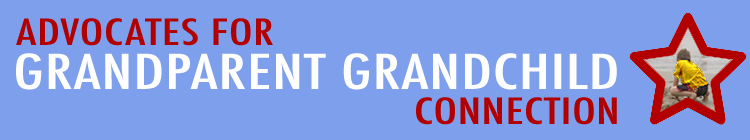 ADVOCATES FOR
GRANDPARENT GRANDCHILD
CONNECTION